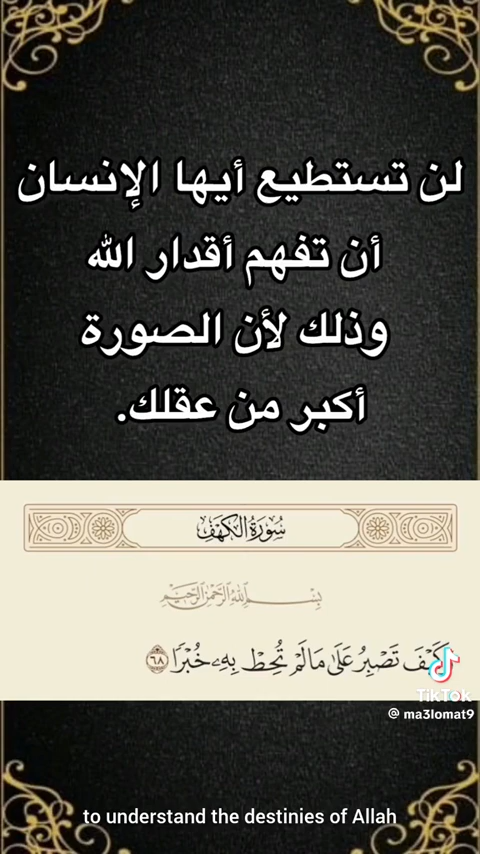 لن تستطيع أيها الإنسان
أن تفهم أقدار الله
وذلك لأن الصورة
أكبر من عقلك.
سُورَةُ الكَهْفِ
بِسْمِ اللَّهِ الرَّحْمَٰنِ الرَّحِيمِ
كَيْفَ تَصْبِرُ عَلَىٰ مَا لَمْ تُحِطْ بِهِۦ خُبْرًا ٦٨
TikTok
@ ma3lomat9
to understand the destinies of Allah